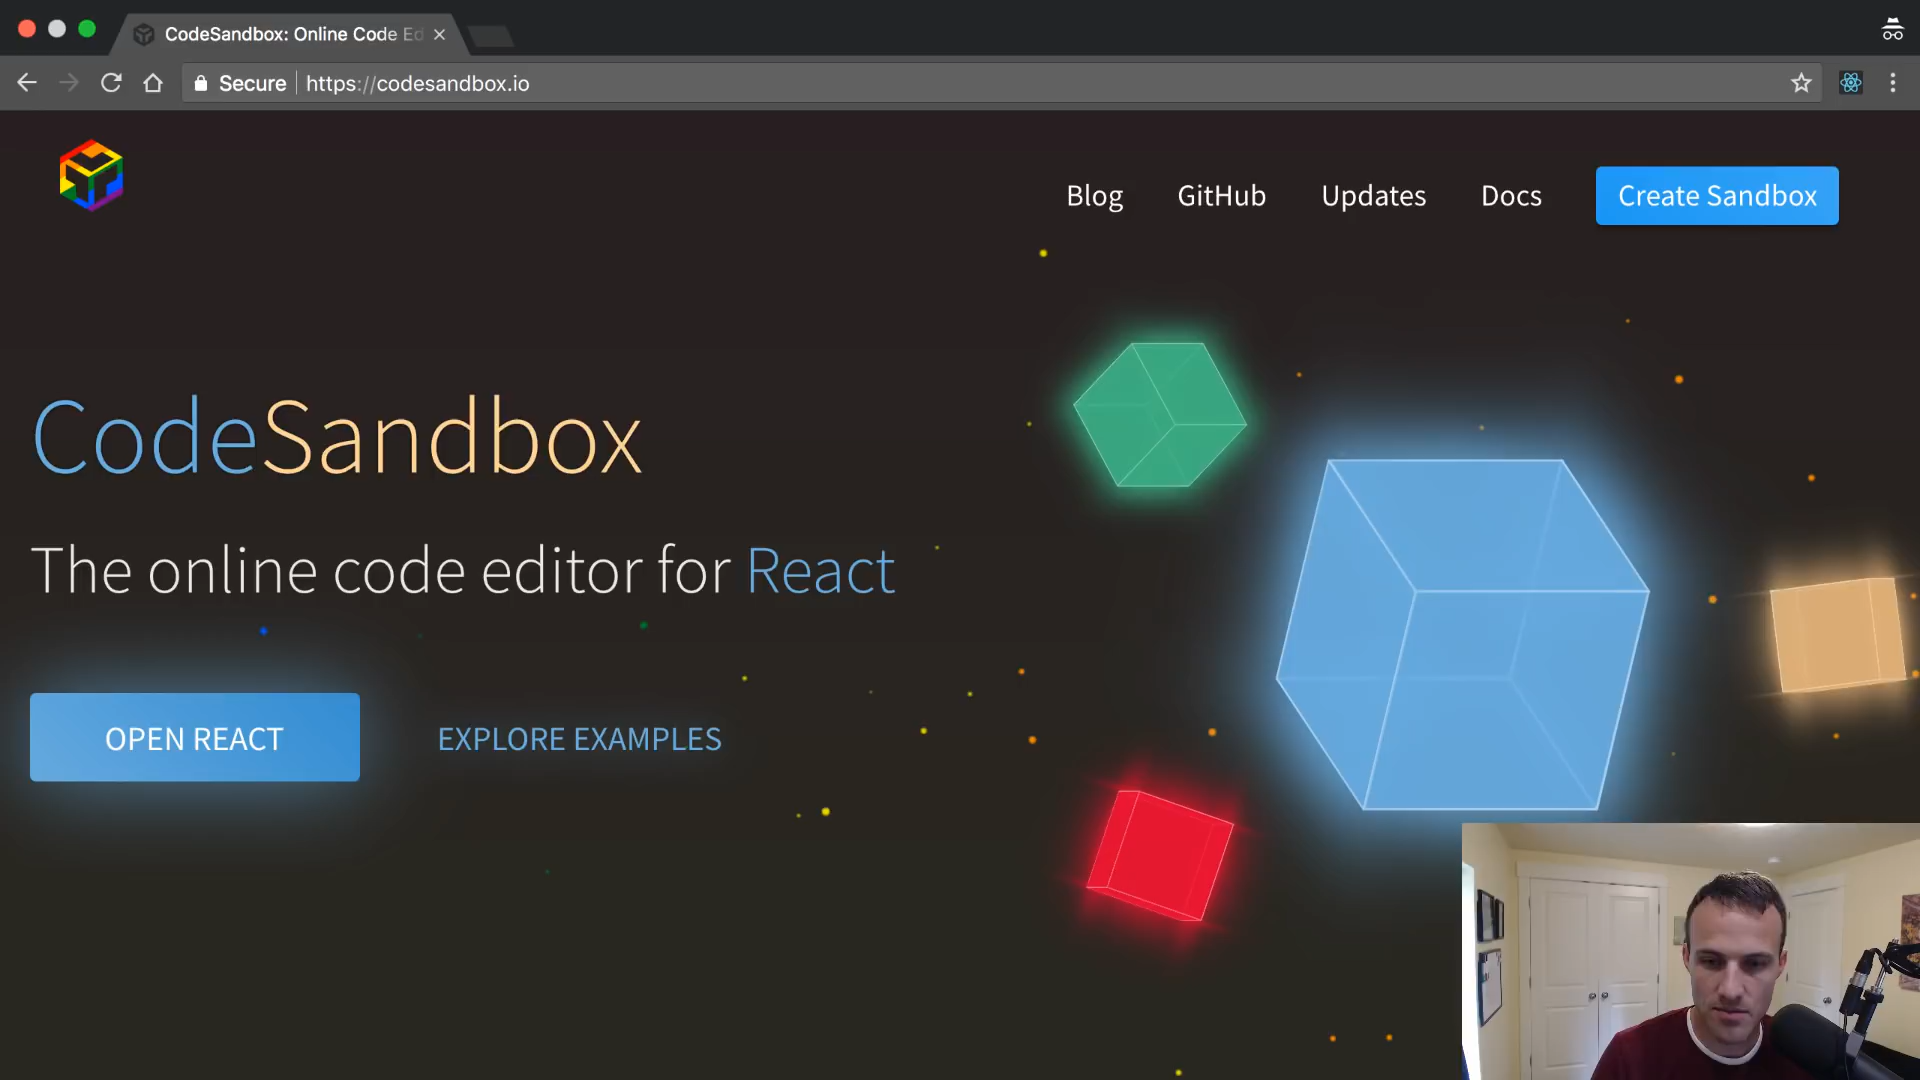 CodeSandbox: Online Code Ed
Secure
https://codesandbox.io
Blog
GitHub
Updates
Docs
Create Sandbox
CodeSandbox
The online code editor for React
OPEN REACT
EXPLORE EXAMPLES